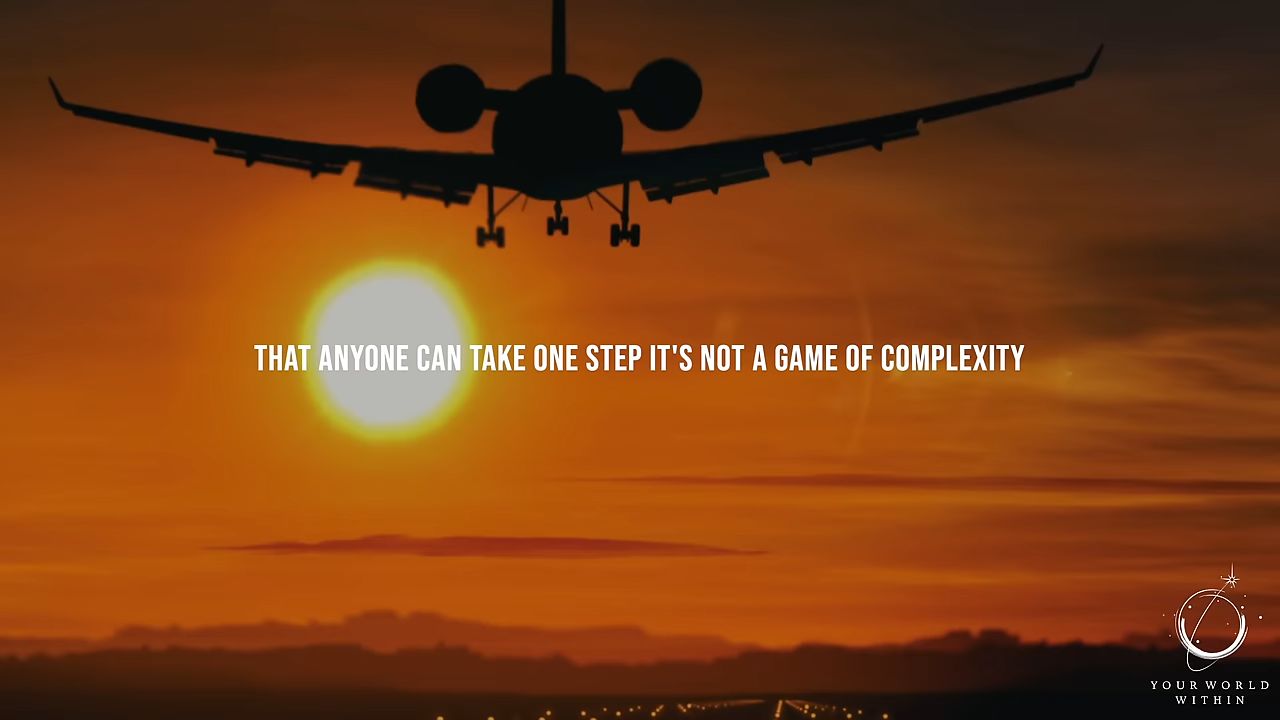 THAT ANYONE CAN TAKE ONE STEP IT'S NOT A GAME OF COMPLEXITY
YOUR WORLD
WITHIN